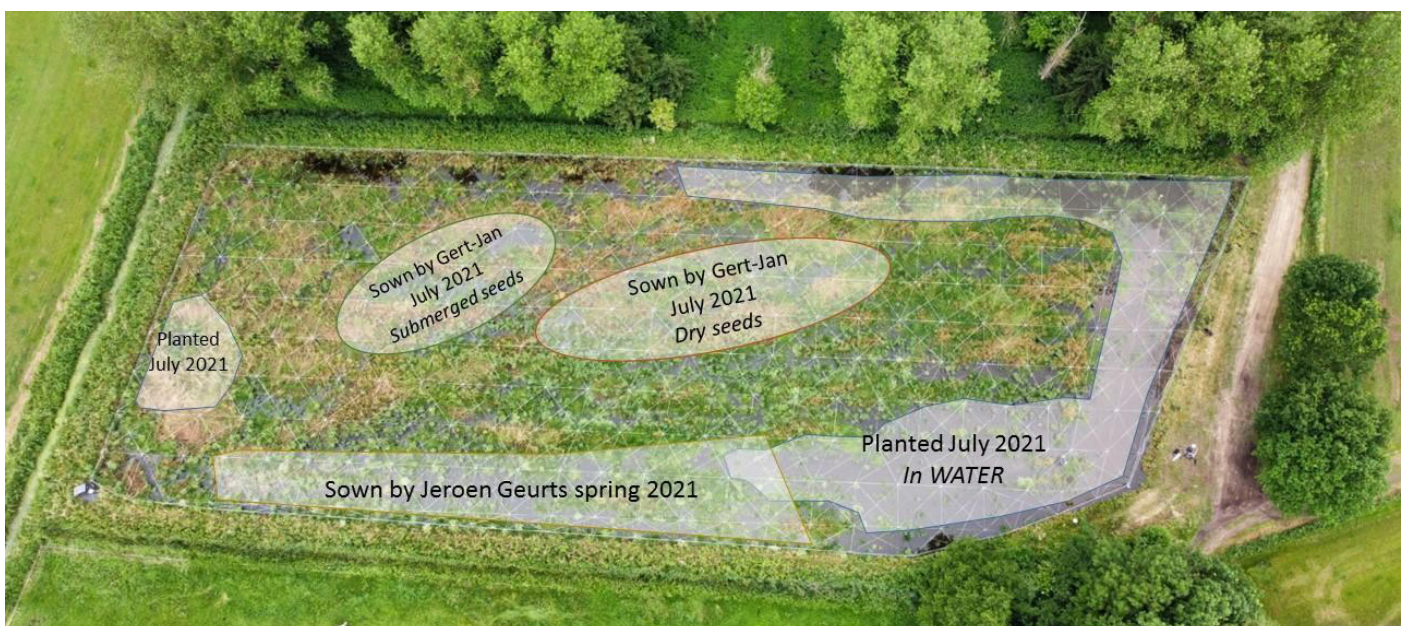 Sown by Gert-Jan
July 2021
Submerged seeds
Sown by Gert-Jan
July 2021
Dry seeds
Planted
July 2021
Planted July 2021
In WATER
Sown by Jeroen Geurts spring 2021